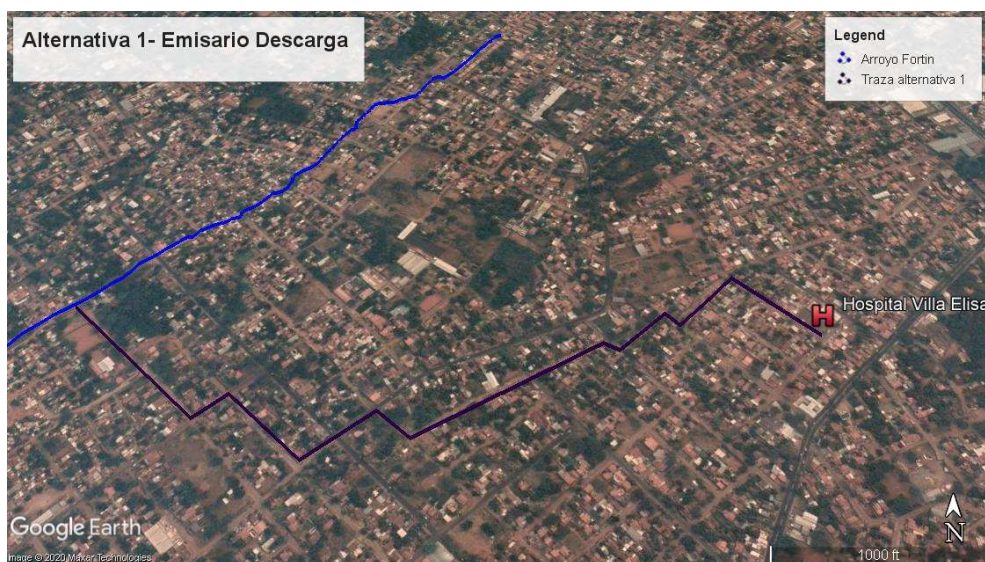 Alternativa 1- Emisario Descarga
Legend
Arroyo Fortin
Traza alternativa 1
H
Hospital Villa Elisa
Google Earth
Image © 2020 Maxar Technologies
N
1000 ft